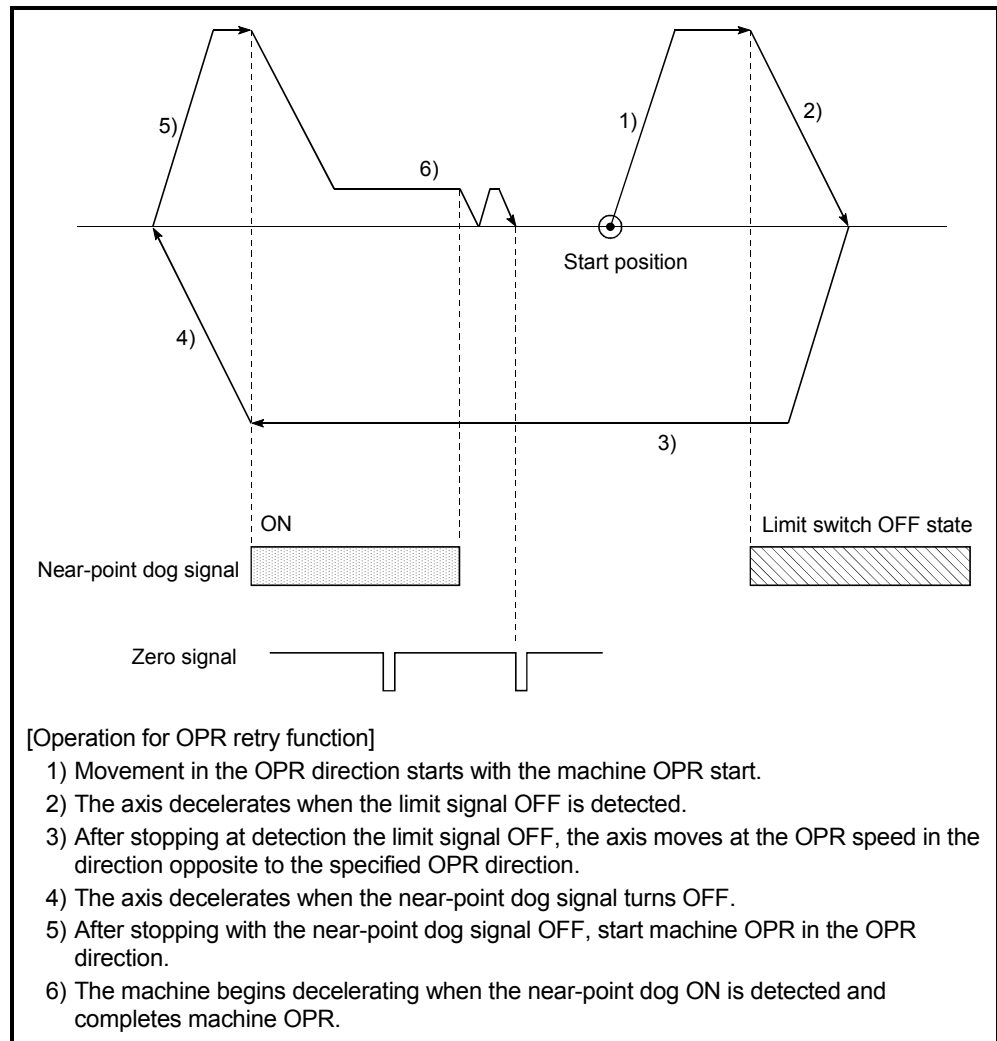 5)
1)
2)
6)
Start position
4)
3)
ON
Limit switch OFF state
Near-point dog signal
Zero signal
[Operation for OPR retry function]
1) Movement in the OPR direction starts with the machine OPR start.
2) The axis decelerates when the limit signal OFF is detected.
3) After stopping at detection the limit signal OFF, the axis moves at the OPR speed in the
direction opposite to the specified OPR direction.
4) The axis decelerates when the near-point dog signal turns OFF.
5) After stopping with the near-point dog signal OFF, start machine OPR in the OPR
direction.
6) The machine begins decelerating when the near-point dog ON is detected and
completes machine OPR.